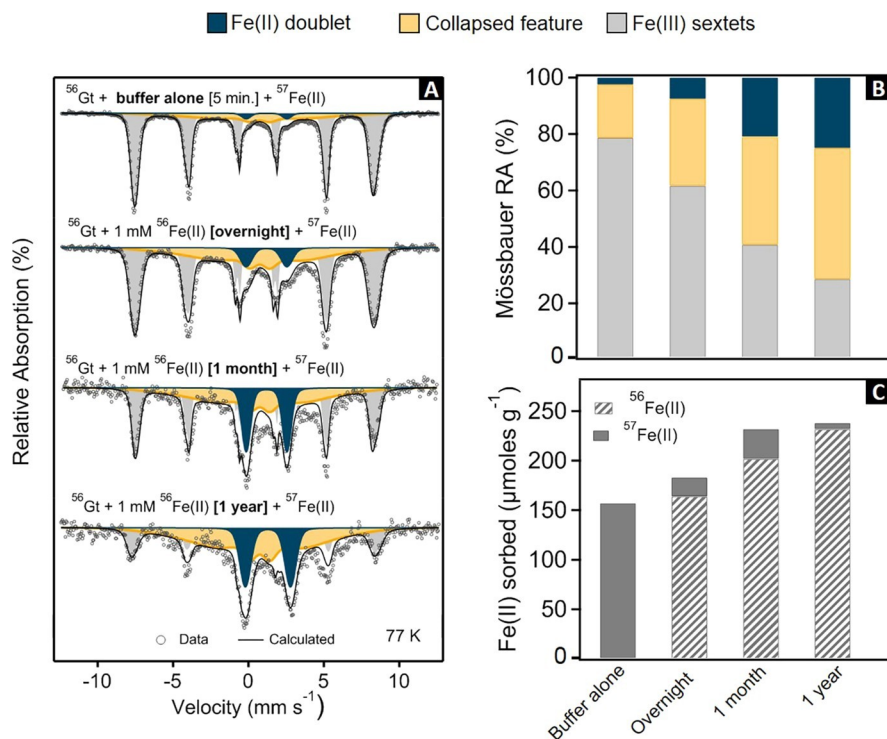 Fe(II) doublet Collapsed feature Fe(III) sextets
A
⁵⁶Gt + buffer alone [5 min.] + ⁵⁷Fe(II)
⁵⁶Gt + 1 mM ⁵⁶Fe(II) [overnight] + ⁵⁷Fe(II)
⁵⁶Gt + 1 mM ⁵⁶Fe(II) [1 month] + ⁵⁷Fe(II)
⁵⁶Gt + 1 mM ⁵⁶Fe(II) [1 year] + ⁵⁷Fe(II)
Data Calculated 77 K
Relative Absorption (%)
-10 -5 0 5 10
Velocity (mm s⁻¹)
B
Mössbauer RA (%)
100
80
60
40
20
0
C
⁵⁶Fe(II)
⁵⁷Fe(II)
Fe(II) sorbed (µmoles g⁻¹)
250
200
150
100
50
0
Buffer alone
Overnight
1 month
1 year